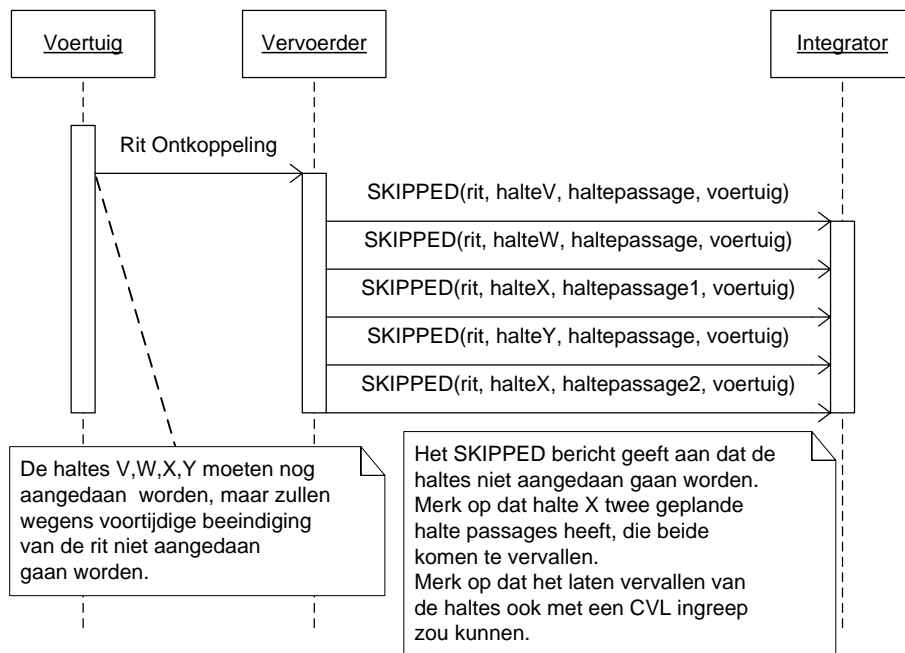 Voertuig
Vervoerder
Integrator
Rit Ontkoppeling
SKIPPED(rit, halteV, haltepassage, voertuig)
SKIPPED(rit, halteW, haltepassage, voertuig)
SKIPPED(rit, halteX, haltepassage1, voertuig)
SKIPPED(rit, halteY, haltepassage, voertuig)
SKIPPED(rit, halteX, haltepassage2, voertuig)
De haltes V,W,X,Y moeten nog
aangedaan worden, maar zullen
wegens voortijdige beeindiging
van de rit niet aangedaan
gaan worden.
Het SKIPPED bericht geeft aan dat de
haltes niet aangedaan gaan worden.
Merk op dat halte X twee geplande
halte passages heeft, die beide
komen te vervallen.
Merk op dat het laten vervallen van
de haltes ook met een CVL ingreep
zou kunnen.